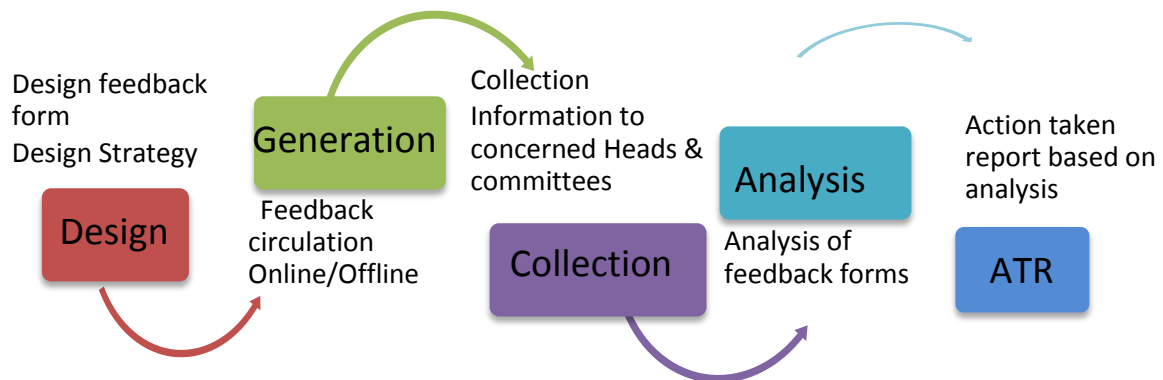 Design feedback
form
Design Strategy
Design
Generation
Feedback
circulation
Online/Offline
Collection
Information to
concerned Heads &
committees
Collection
Analysis
Analysis of
feedback forms
Action taken
report based on
analysis
ATR